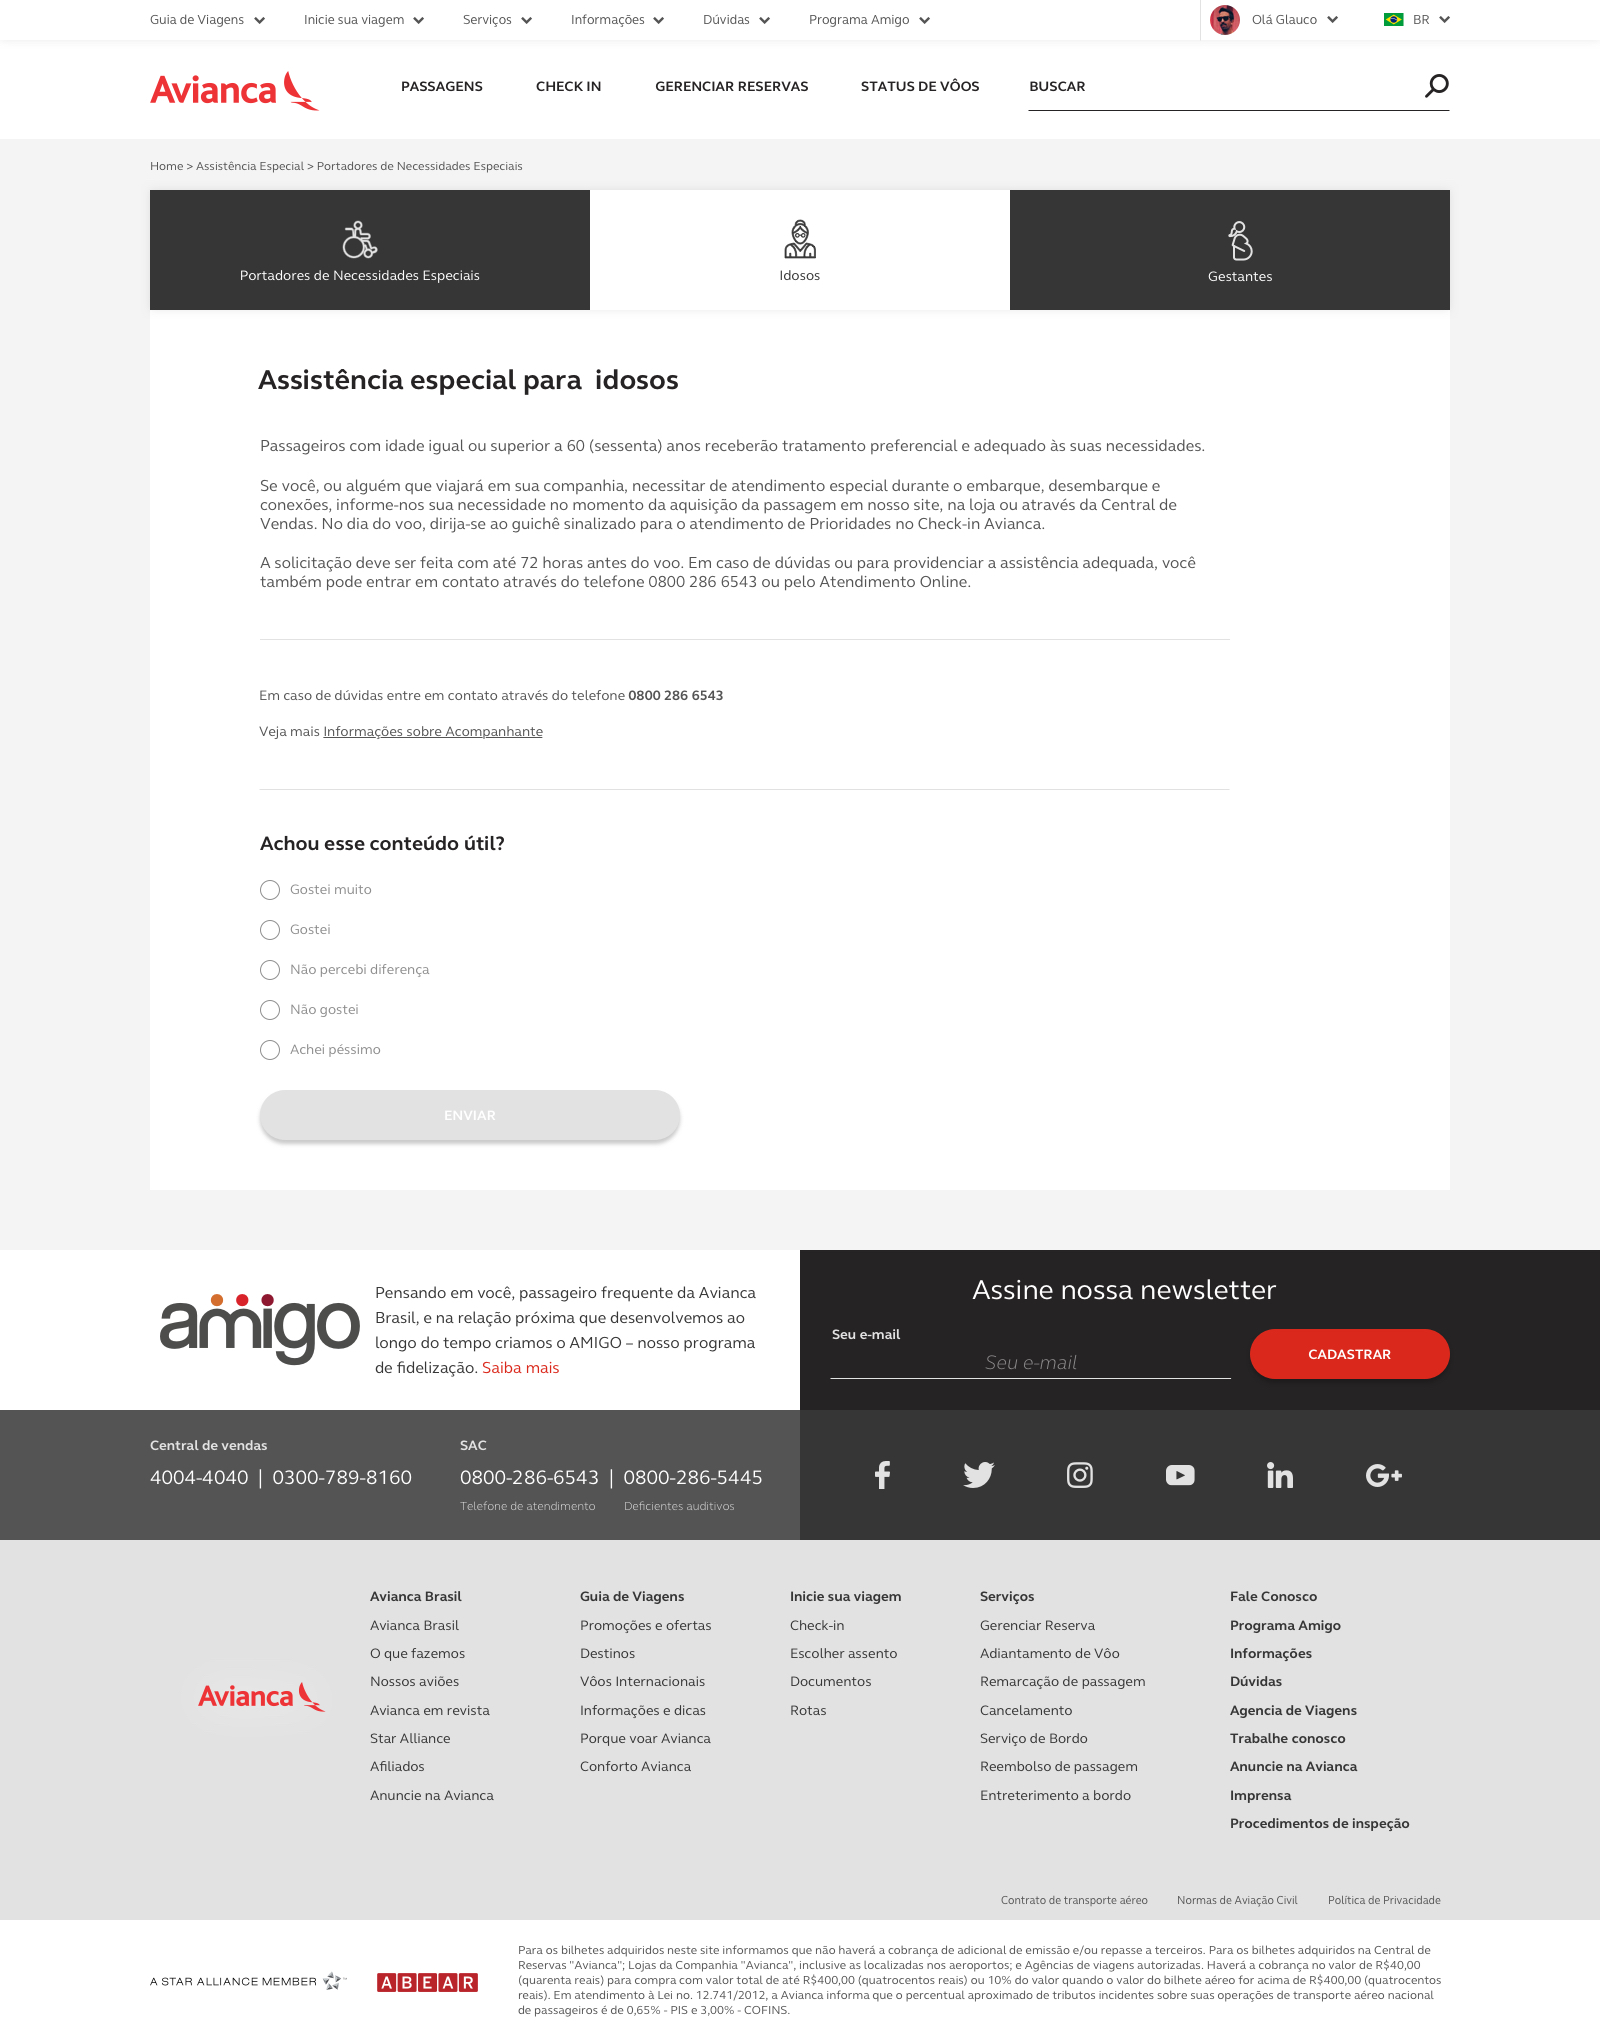 Guia de Viagens
Inicie sua viagem
Serviços
Informações
Dúvidas
Programa Amigo
Olá Glauco
BR
Avianca
PASSAGENS
CHECK IN
GERENCIAR RESERVAS
STATUS DE VÔOS
BUSCAR
Home > Assistência Especial > Portadores de Necessidades Especiais
Portadores de Necessidades Especiais
Idosos
Gestantes
Assistência especial para  idosos
Passageiros com idade igual ou superior a 60 (sessenta) anos receberão tratamento preferencial e adequado às suas necessidades.
Se você, ou alguém que viajará em sua companhia, necessitar de atendimento especial durante o embarque, desembarque e
conexões, informe-nos sua necessidade no momento da aquisição da passagem em nosso site, na loja ou através da Central de
Vendas. No dia do voo, dirija-se ao guichê sinalizado para o atendimento de Prioridades no Check-in Avianca.
A solicitação deve ser feita com até 72 horas antes do voo. Em caso de dúvidas ou para providenciar a assistência adequada, você
também pode entrar em contato através do telefone 0800 286 6543 ou pelo Atendimento Online.
Em caso de dúvidas entre em contato através do telefone 0800 286 6543
Veja mais Informações sobre Acompanhante
Achou esse conteúdo útil?
Gostei muito
Gostei
Não percebi diferença
Não gostei
Achei péssimo
ENVIAR
amigo
Pensando em você, passageiro frequente da Avianca
Brasil, e na relação próxima que desenvolvemos ao
longo do tempo criamos o AMIGO – nosso programa
de fidelização. Saiba mais
Assine nossa newsletter
Seu e-mail
Seu e-mail
CADASTRAR
Central de vendas
4004-4040 | 0300-789-8160
SAC
0800-286-6543 | 0800-286-5445
Telefone de atendimento
Deficientes auditivos
Avianca
Avianca Brasil
Avianca Brasil
O que fazemos
Nossos aviões
Avianca em revista
Star Alliance
Afiliados
Anuncie na Avianca
Guia de Viagens
Promoções e ofertas
Destinos
Vôos Internacionais
Informações e dicas
Porque voar Avianca
Conforto Avianca
Inicie sua viagem
Check-in
Escolher assento
Documentos
Rotas
Serviços
Gerenciar Reserva
Adiantamento de Vôo
Remarcação de passagem
Cancelamento
Serviço de Bordo
Reembolso de passagem
Entreterimento a bordo
Fale Conosco
Programa Amigo
Informações
Dúvidas
Agencia de Viagens
Trabalhe conosco
Anuncie na Avianca
Imprensa
Procedimentos de inspeção
Contrato de transporte aéreo
Normas de Aviação Civil
Política de Privacidade
A STAR ALLIANCE MEMBER
ABEAR
Para os bilhetes adquiridos neste site informamos que não haverá a cobrança de adicional de emissão e/ou repasse a terceiros. Para os bilhetes adquiridos na Central de
Reservas "Avianca"; Lojas da Companhia "Avianca", inclusive as localizadas nos aeroportos; e Agências de viagens autorizadas. Haverá a cobrança no valor de R$40,00
(quarenta reais) para compra com valor total de até R$400,00 (quatrocentos reais) ou 10% do valor quando o valor do bilhete aéreo for acima de R$400,00 (quatrocentos
reais). Em atendimento à Lei no. 12.741/2012, a Avianca informa que o percentual aproximado de tributos incidentes sobre suas operações de transporte aéreo nacional
de passageiros é de 0,65% - PIS e 3,00% - COFINS.